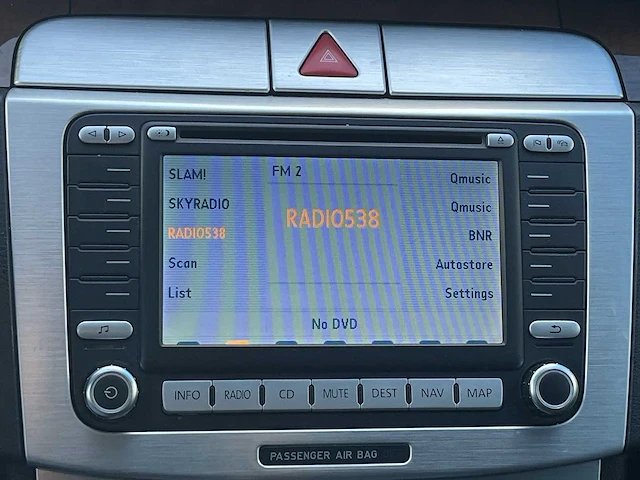 SLAM!
FM 2
Qmusic
SKYRADIO
RADIO538
Qmusic
RADIO538
BNR
Scan
Autostore
List
Settings
No DVD
INFO
RADIO
CD
MUTE
DEST
NAV
MAP
PASSENGER AIR BAG